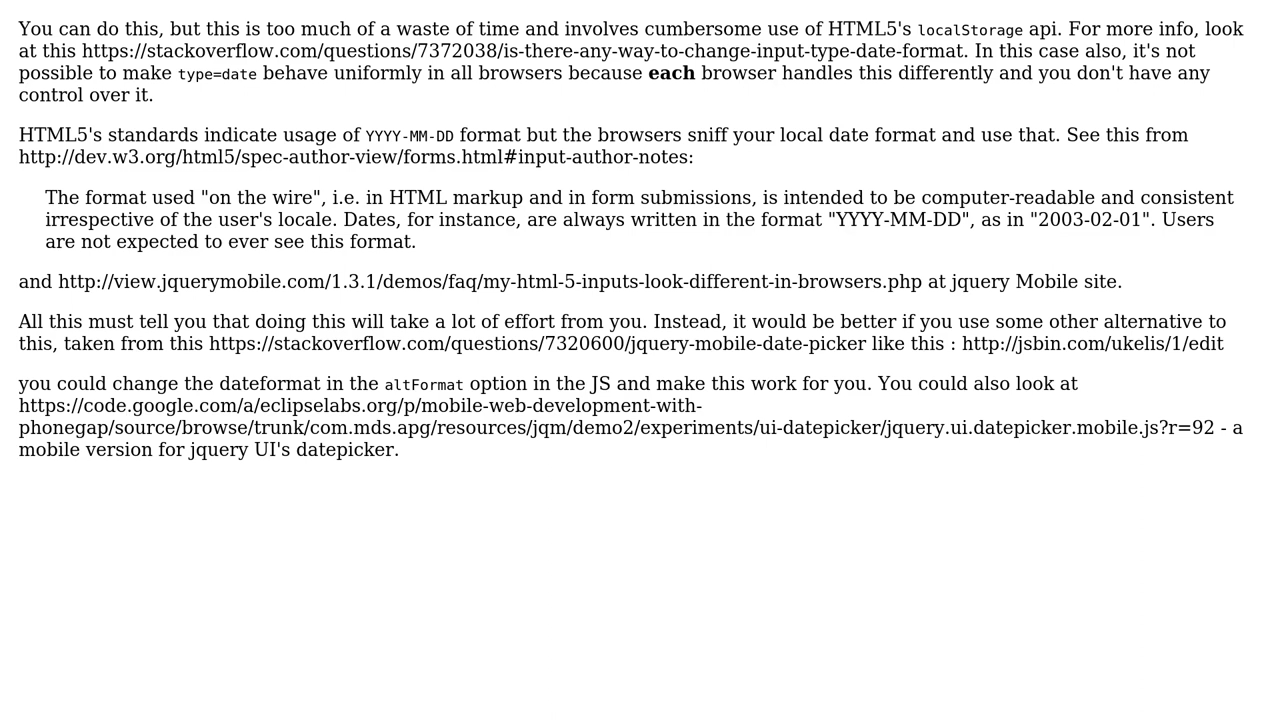 You can do this, but this is too much of a waste of time and involves cumbersome use of HTML5's localStorage api. For more info, look
at this https://stackoverflow.com/questions/7372038/is-there-any-way-to-change-input-type-date-format. In this case also, it's not
possible to make type=date behave uniformly in all browsers because each browser handles this differently and you don't have any
control over it.
HTML5's standards indicate usage of YYYY-MM-DD format but the browsers sniff your local date format and use that. See this from
http://dev.w3.org/html5/spec-author-view/forms.html#input-author-notes:
The format used "on the wire", i.e. in HTML markup and in form submissions, is intended to be computer-readable and consistent
irrespective of the user's locale. Dates, for instance, are always written in the format "YYYY-MM-DD", as in "2003-02-01". Users
are not expected to ever see this format.
and http://view.jquerymobile.com/1.3.1/demos/faq/my-html-5-inputs-look-different-in-browsers.php at jquery Mobile site.
All this must tell you that doing this will take a lot of effort from you. Instead, it would be better if you use some other alternative to
this, taken from this https://stackoverflow.com/questions/7320600/jquery-mobile-date-picker like this : http://jsbin.com/ukelis/1/edit
you could change the dateformat in the altFormat option in the JS and make this work for you. You could also look at
https://code.google.com/a/eclipselabs.org/p/mobile-web-development-with-
phonegap/source/browse/trunk/com.mds.apg/resources/jqm/demo2/experiments/ui-datepicker/jquery.ui.datepicker.mobile.js?r=92 - a
mobile version for jquery UI's datepicker.